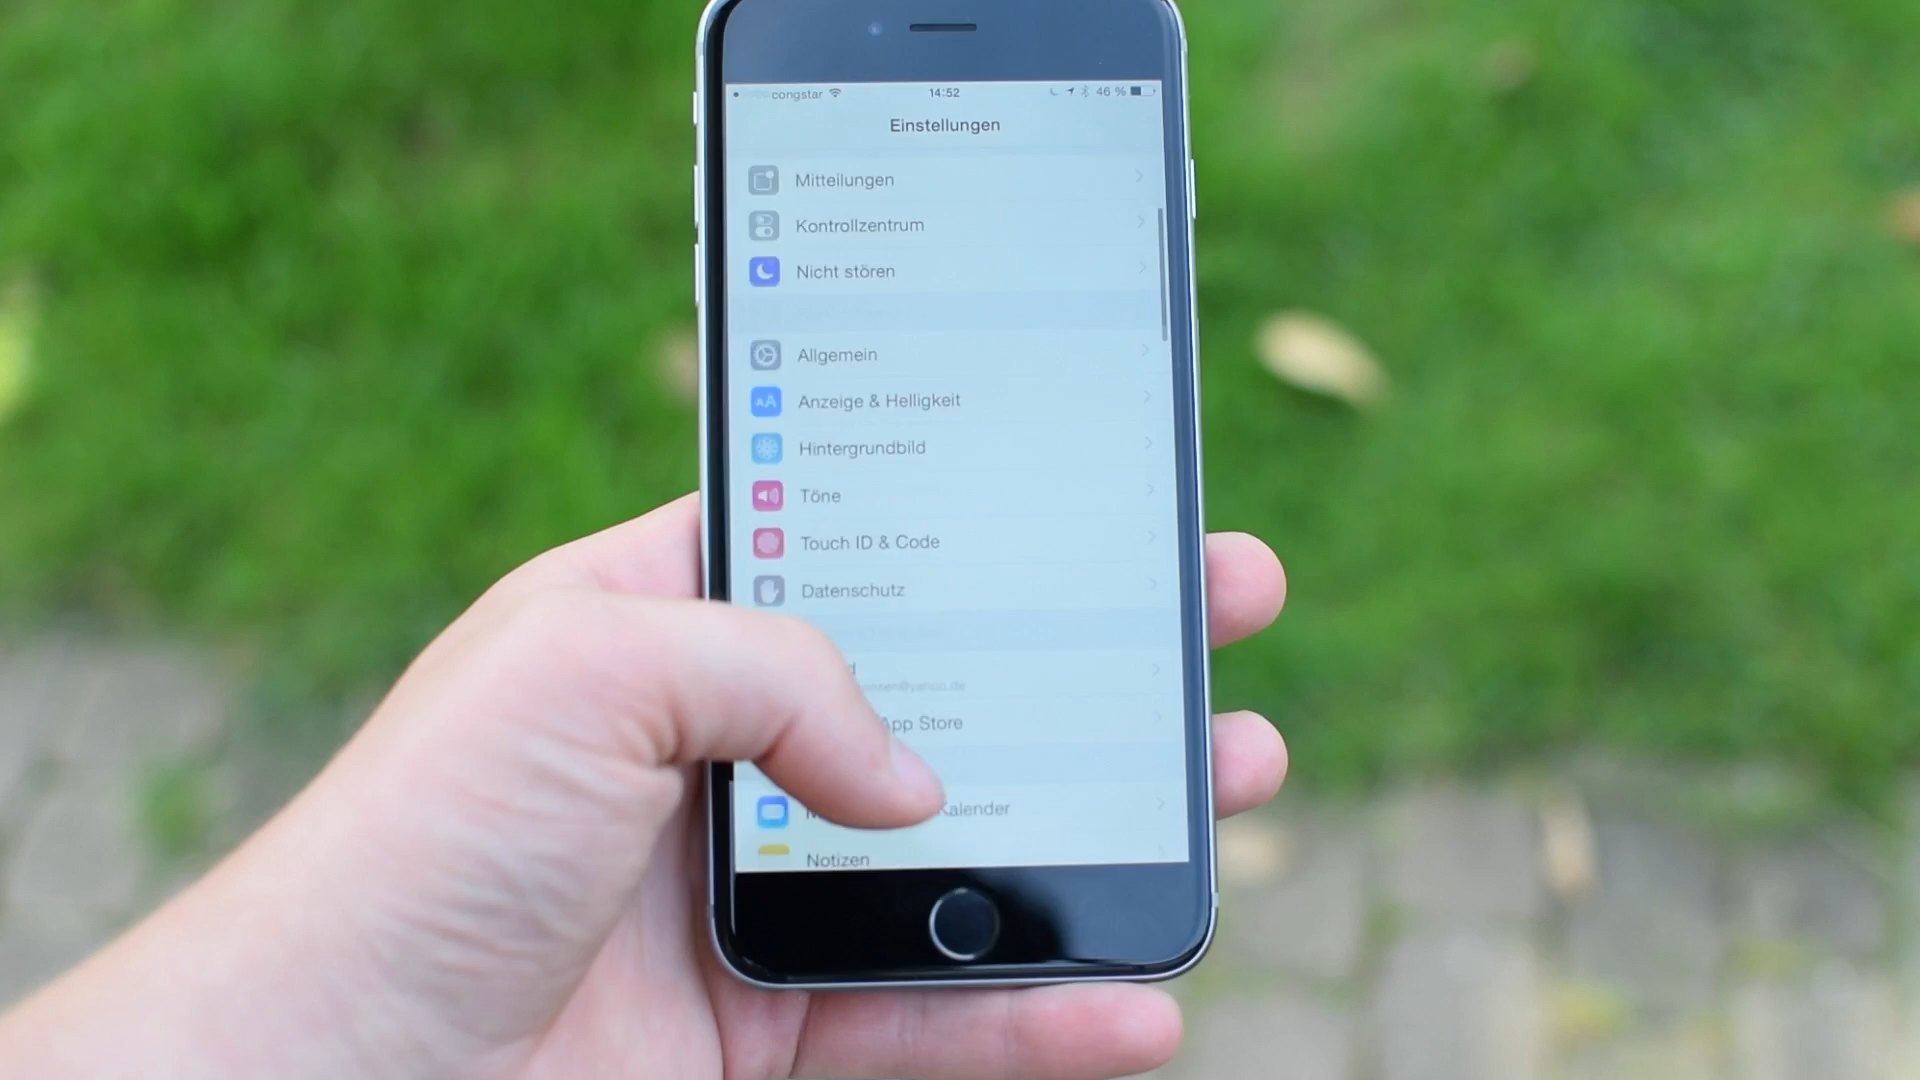 congstar 14:52 46 %
Einstellungen
Mitteilungen
Kontrollzentrum
Nicht stören
Allgemein
AA Anzeige & Helligkeit
Hintergrundbild
Töne
Touch ID & Code
Datenschutz
App Store
Kalender
Notizen